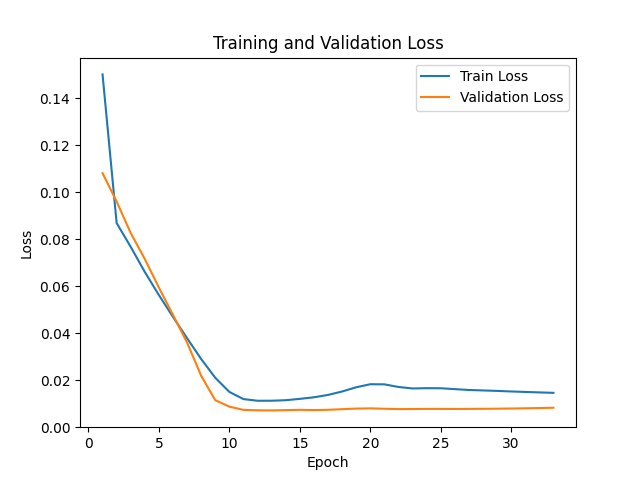 Training and Validation Loss
Train Loss
Validation Loss
0.14
0.12
0.10
0.08
0.06
0.04
0.02
0.00
Loss
0 5 10 15 20 25 30
Epoch